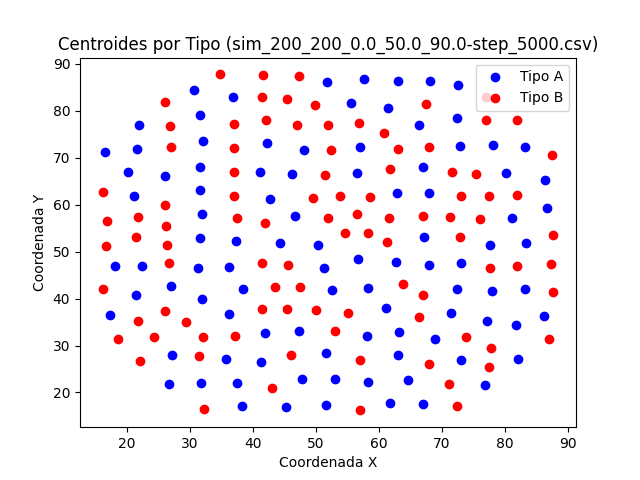 Centroides por Tipo (sim_200_200_0.0_50.0_90.0-step_5000.csv)
Tipo A
Tipo B
90
80
70
60
50
40
30
20
Coordenada Y
20 30 40 50 60 70 80 90
Coordenada X